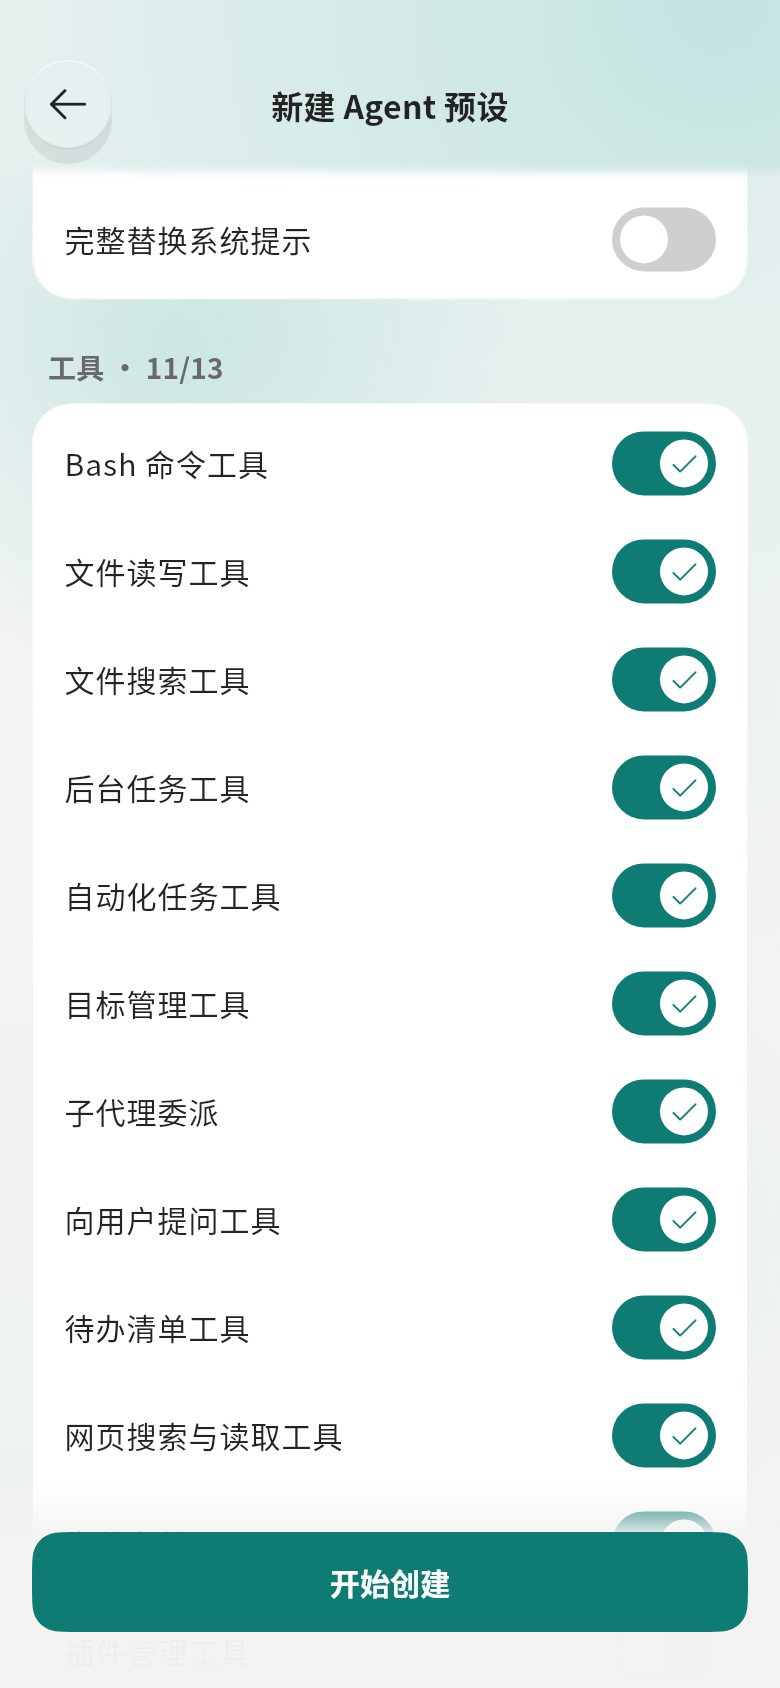 新建 Agent 预设
完整替换系统提示
工具 · 11/13
Bash 命令工具
文件读写工具
文件搜索工具
后台任务工具
自动化任务工具
目标管理工具
子代理委派
向用户提问工具
待办清单工具
网页搜索与读取工具
开始创建
插件管理工具